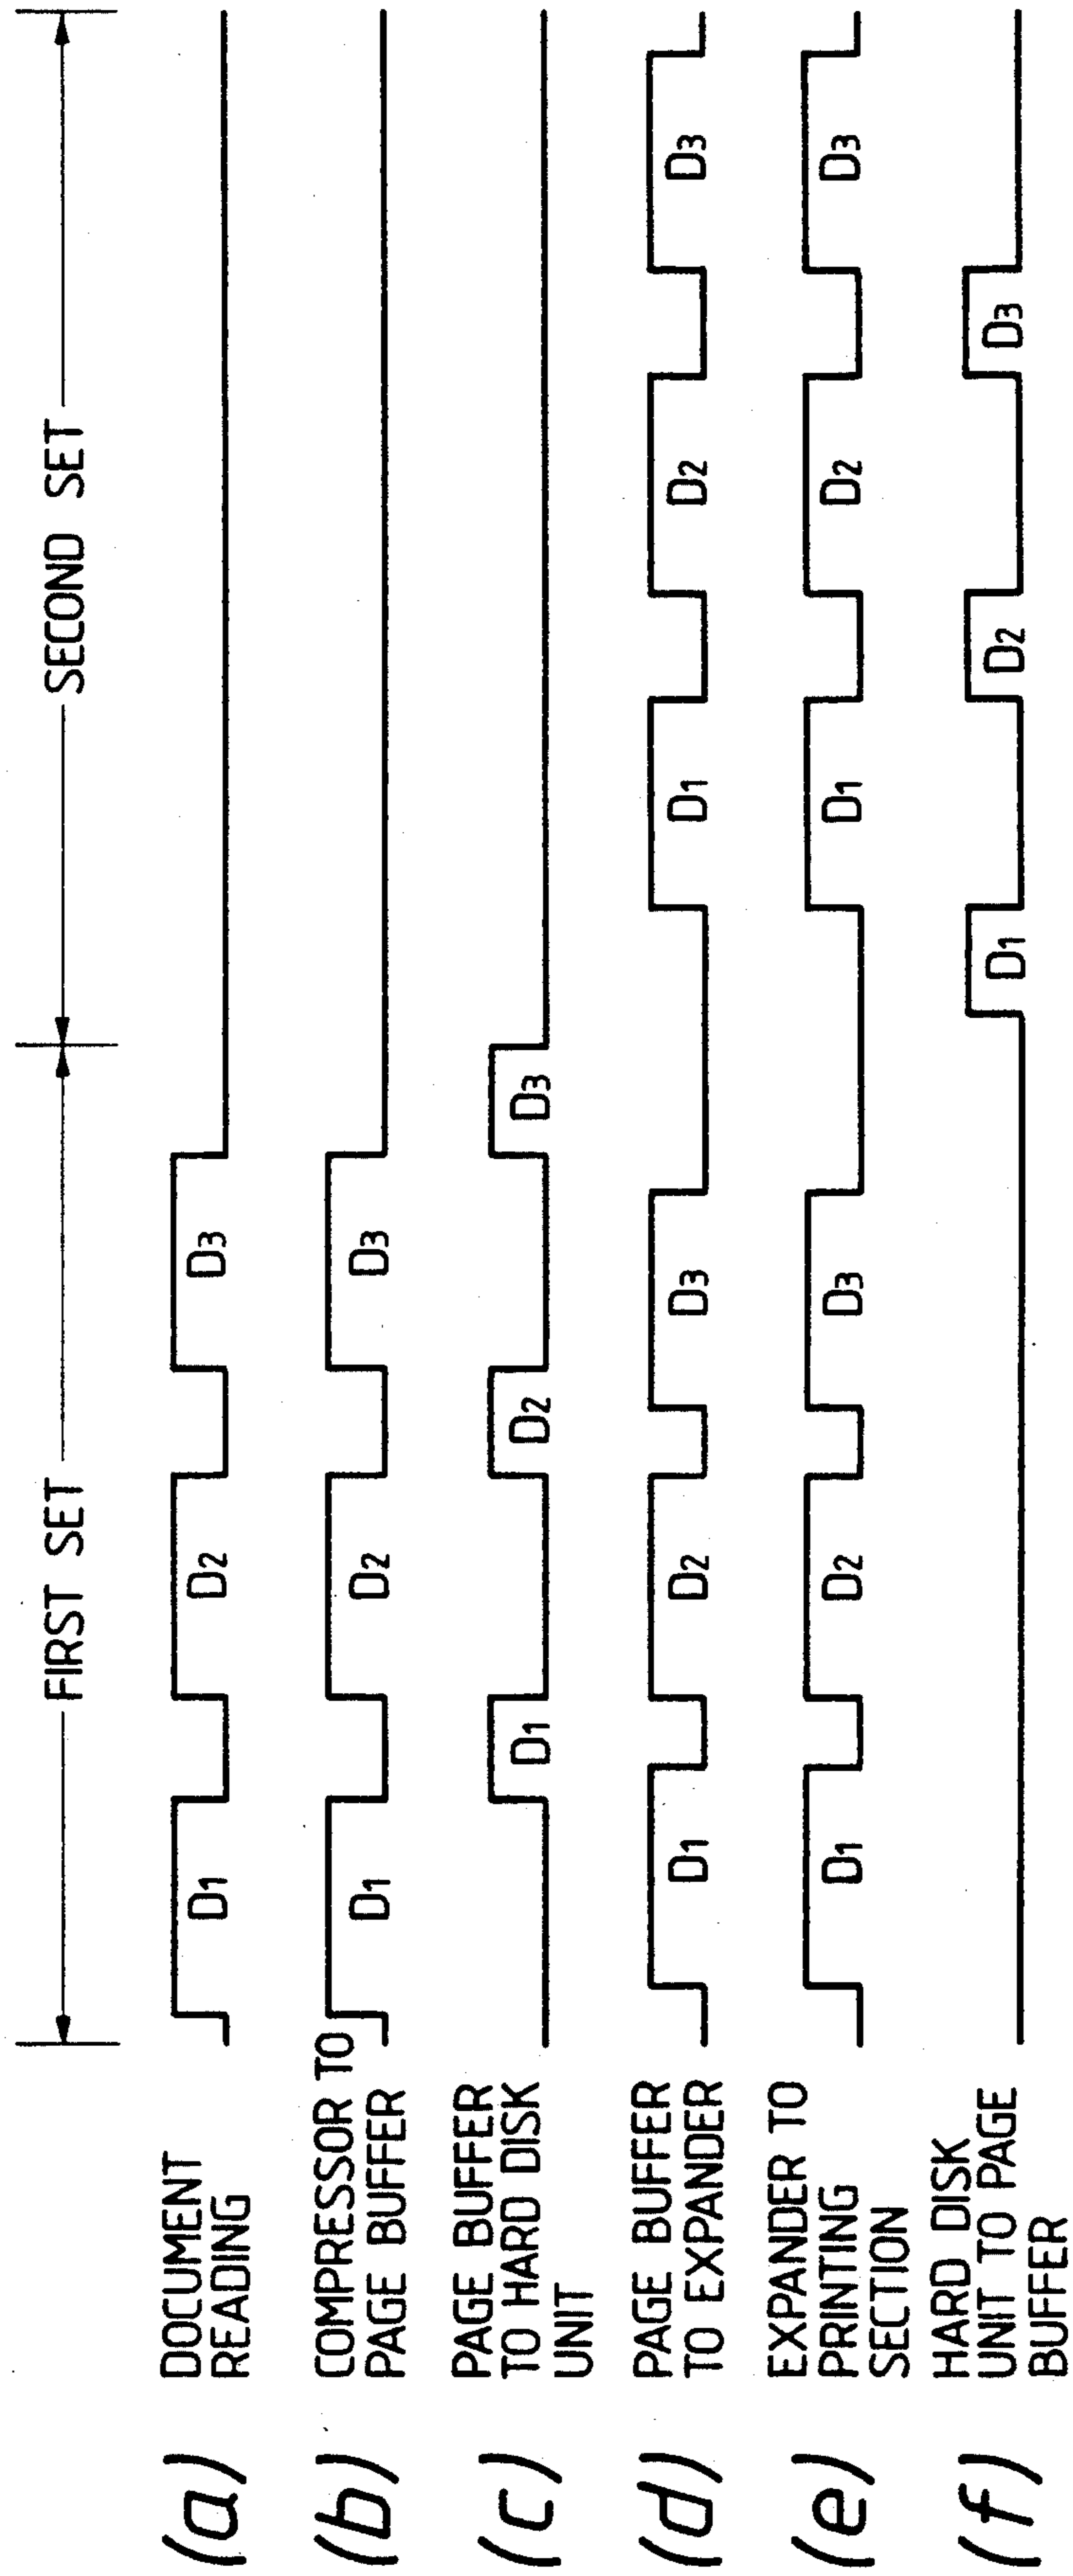 FIRST SET SECOND SET
(a) DOCUMENT
READING
D1 D2 D3
(b) COMPRESSOR TO
PAGE BUFFER
D1 D2 D3
(c) PAGE BUFFER
TO HARD DISK
UNIT
D1 D2 D3
(d) PAGE BUFFER
TO EXPANDER
D1 D2 D3 D1 D2 D3
(e) EXPANDER TO
PRINTING
SECTION
D1 D2 D3 D1 D2 D3
(f) HARD DISK
UNIT TO PAGE
BUFFER
D1 D2 D3